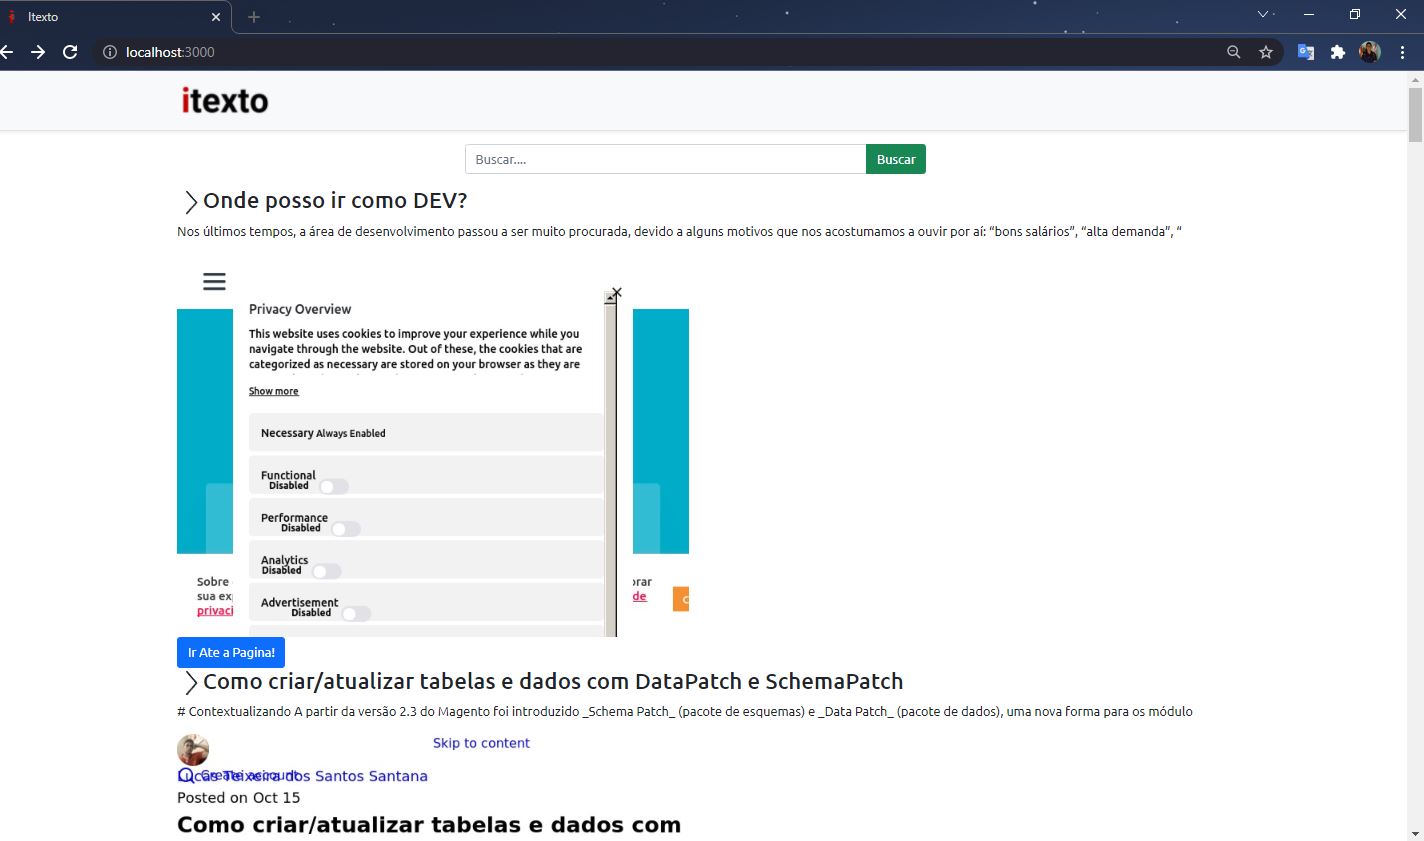 Itexto
localhost:3000
itexto
Buscar....
Buscar
Onde posso ir como DEV?
Nos últimos tempos, a área de desenvolvimento passou a ser muito procurada, devido a alguns motivos que nos acostumamos a ouvir por aí: “bons salários”, “alta demanda”, “
Privacy Overview
This website uses cookies to improve your experience while you
navigate through the website. Out of these, the cookies that are
categorized as necessary are stored on your browser as they are
Show more
Necessary Always Enabled
Functional
Disabled
Performance
Disabled
Analytics
Disabled
Advertisement
Disabled
Sobre
sua
orar
de
privaci
Ir Ate a Pagina!
Como criar/atualizar tabelas e dados com DataPatch e SchemaPatch
# Contextualizando A partir da versão 2.3 do Magento foi introduzido _Schema Patch_ (pacote de esquemas) e _Data Patch_ (pacote de dados), uma nova forma para os módulo
Skip to content
Create account
Lucas Teixeira dos Santos Santana
Posted on Oct 15
Como criar/atualizar tabelas e dados com